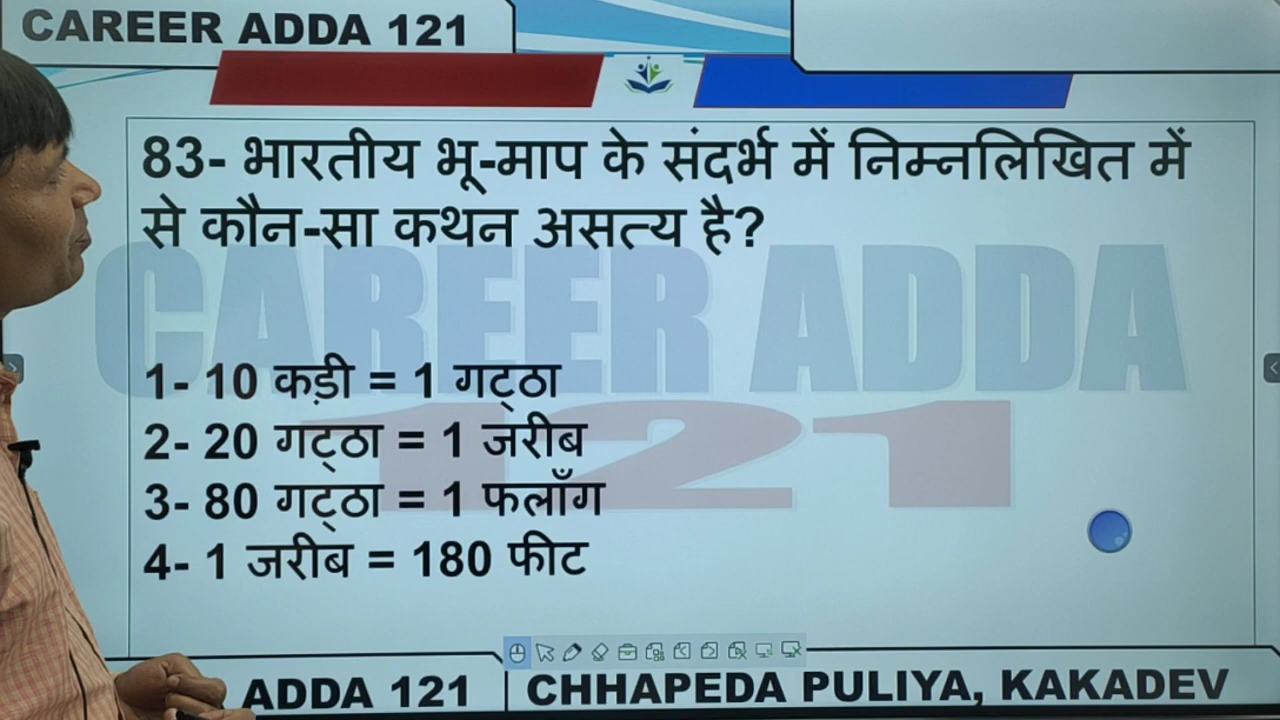 CAREER ADDA 121
83- भारतीय भू-माप के संदर्भ में निम्नलिखित में
से कौन-सा कथन असत्य है?
CAREER ADDA
121
1- 10 कड़ी = 1 गट्ठा
2- 20 गट्ठा = 1 जरीब
3- 80 गट्ठा = 1 फलाँग
4- 1 जरीब = 180 फीट
ADDA 121
CHHAPEDA PULIYA, KAKADEV